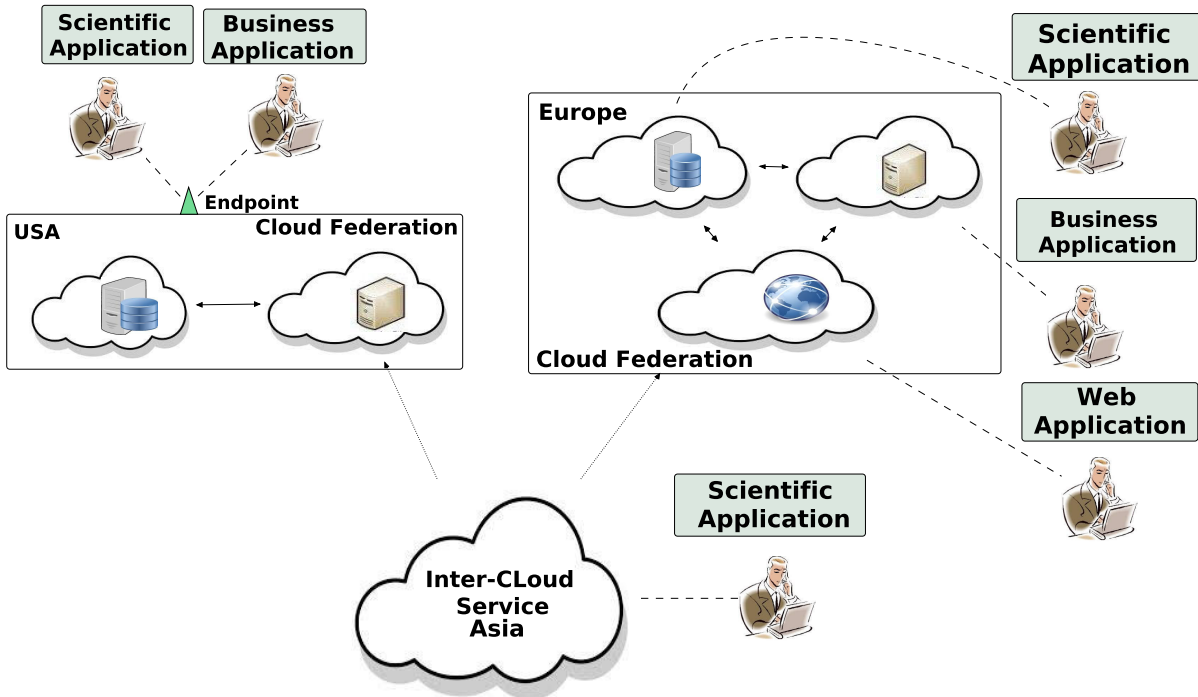 Scientific
Application
Business
Application
Endpoint
USA
Cloud Federation
Europe
Cloud Federation
Scientific
Application
Business
Application
Web
Application
Scientific
Application
Inter-CLoud
Service
Asia